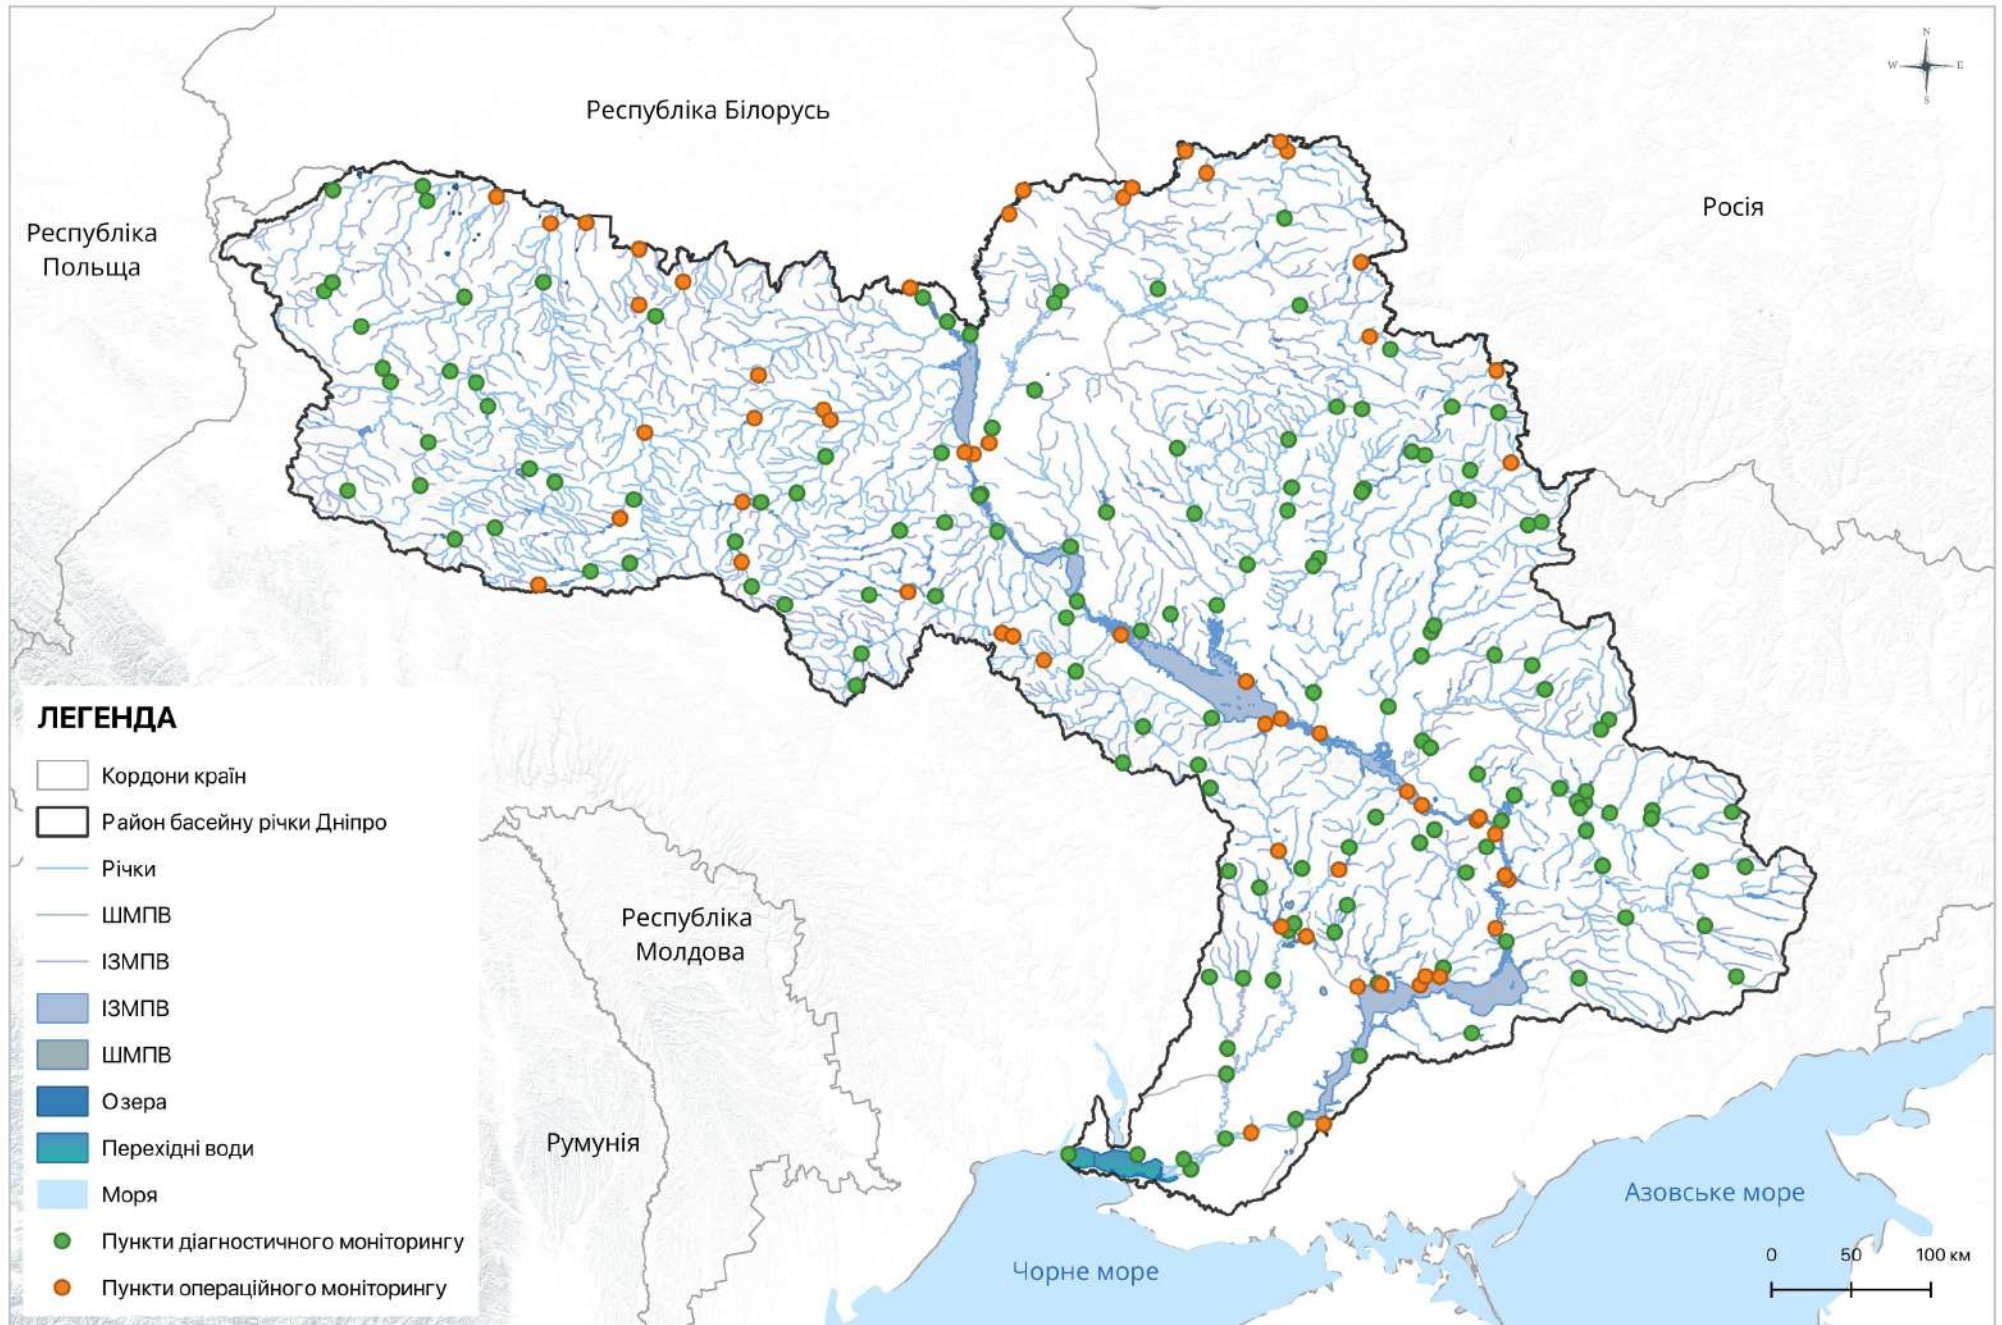 N
W
E
S
Республіка Білорусь
Росія
Республіка
Польща
ЛЕГЕНДА
Кордони країн
Район басейну річки Дніпро
Річки
ШМПВ
ІЗМПВ
ІЗМПВ
ШМПВ
Озера
Перехідні води
Моря
Пункти діагностичного моніторингу
Пункти операційного моніторингу
Республіка
Молдова
Румунія
Чорне море
Азовське море
0 50 100 км